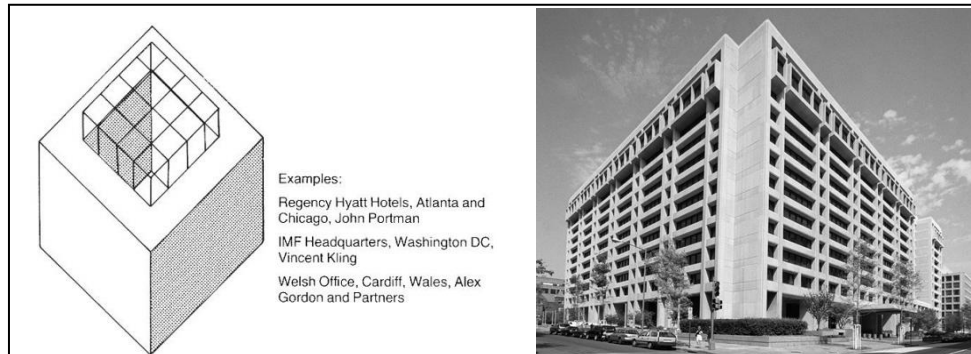 Examples:
Regency Hyatt Hotels, Atlanta and
Chicago, John Portman
IMF Headquarters, Washington DC,
Vincent Kling
Welsh Office, Cardiff, Wales, Alex
Gordon and Partners